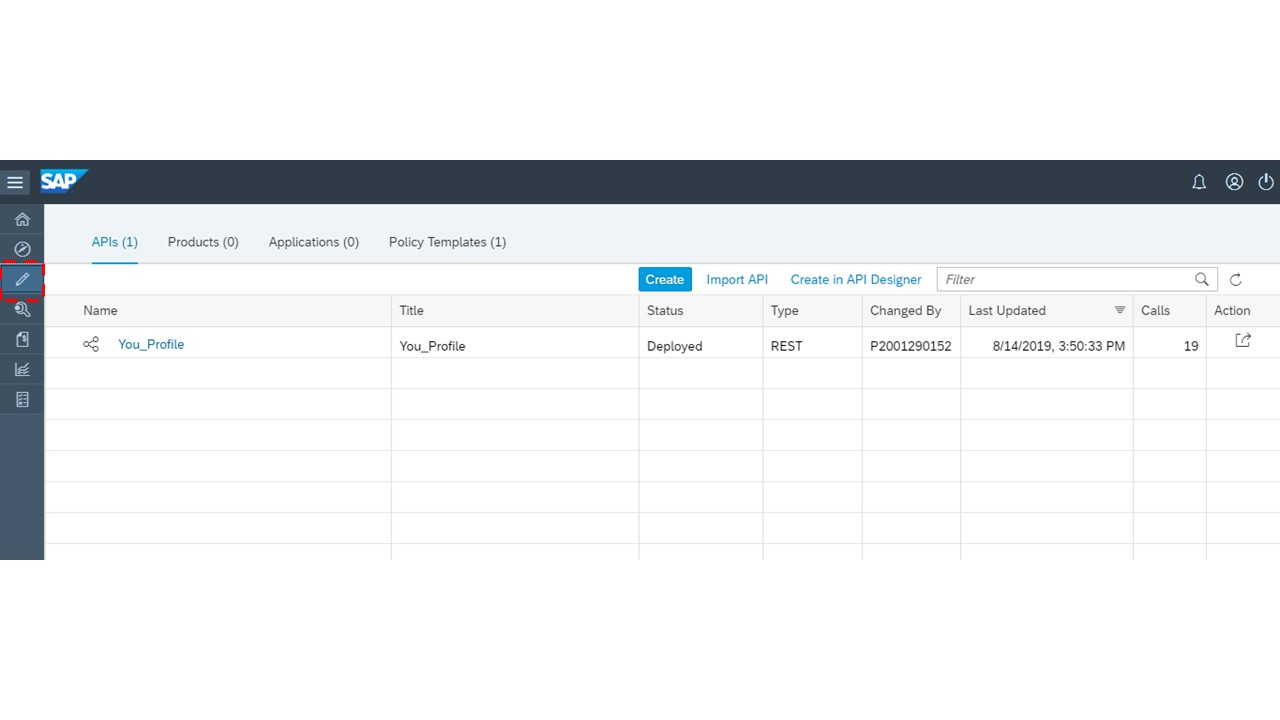 SAP
APIs (1) Products (0) Applications (0) Policy Templates (1)
Create Import API Create in API Designer Filter
Name Title Status Type Changed By Last Updated Calls Action
You_Profile You_Profile Deployed REST P2001290152 8/14/2019, 3:50:33 PM 19